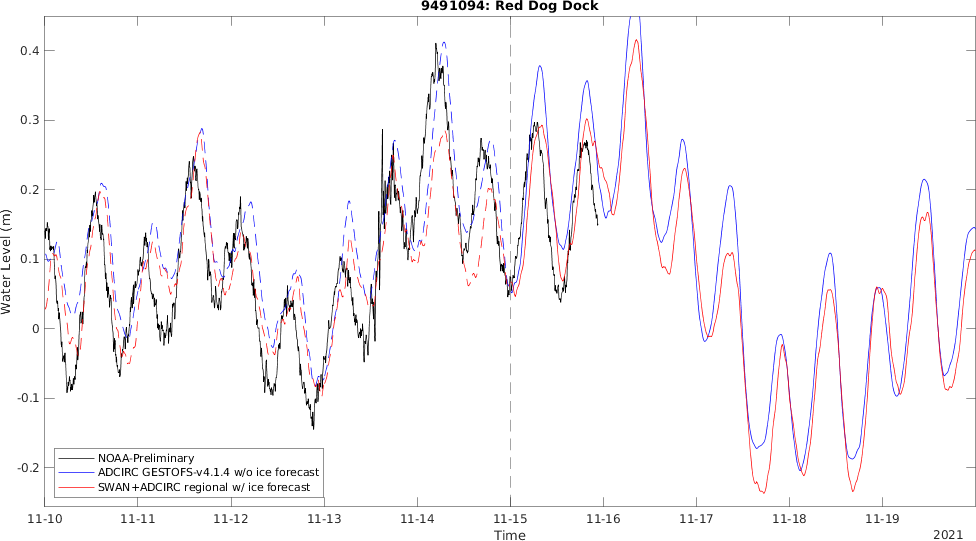 9491094: Red Dog Dock
Water Level (m)
0.4
0.3
0.2
0.1
0
-0.1
-0.2
NOAA-Preliminary
ADCIRC GESTOFS-v4.1.4 w/o ice forecast
SWAN+ADCIRC regional w/ ice forecast
11-10 11-11 11-12 11-13 11-14 11-15 11-16 11-17 11-18 11-19
Time
2021